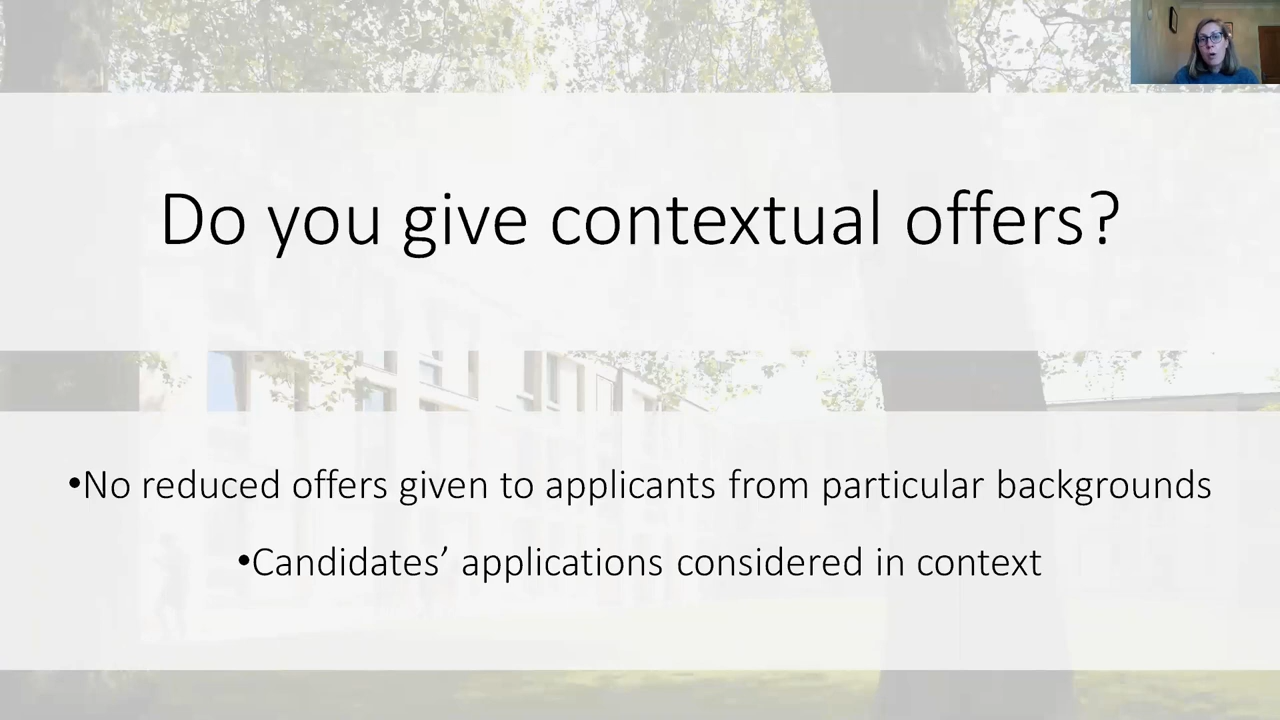 Do you give contextual offers?
•No reduced offers given to applicants from particular backgrounds
•Candidates’ applications considered in context